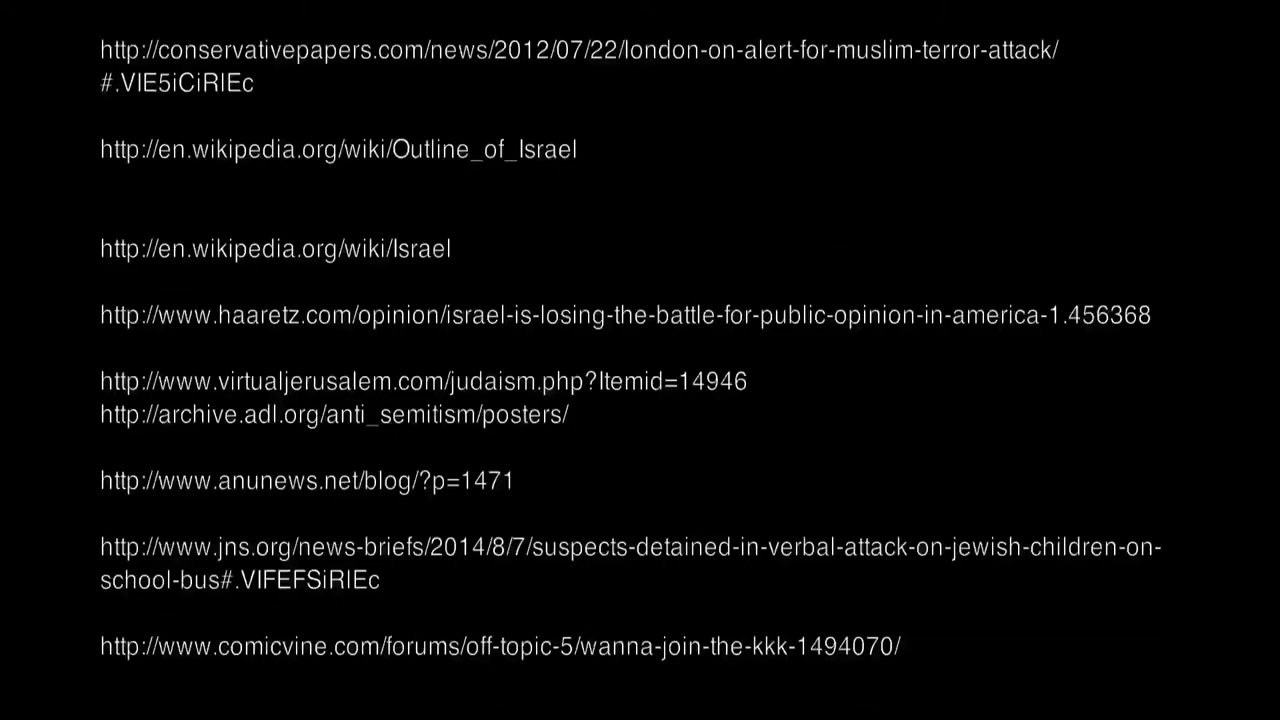 http://conservativepapers.com/news/2012/07/22/london-on-alert-for-muslim-terror-attack/
#.VIE5iCiRIEc
http://en.wikipedia.org/wiki/Outline_of_Israel
http://en.wikipedia.org/wiki/Israel
http://www.haaretz.com/opinion/israel-is-losing-the-battle-for-public-opinion-in-america-1.456368
http://www.virtualjerusalem.com/judaism.php?Itemid=14946
http://archive.adl.org/anti_semitism/posters/
http://www.anunews.net/blog/?p=1471
http://www.jns.org/news-briefs/2014/8/7/suspects-detained-in-verbal-attack-on-jewish-children-on-
school-bus#.VIFEFSiRIEc
http://www.comicvine.com/forums/off-topic-5/wanna-join-the-kkk-1494070/